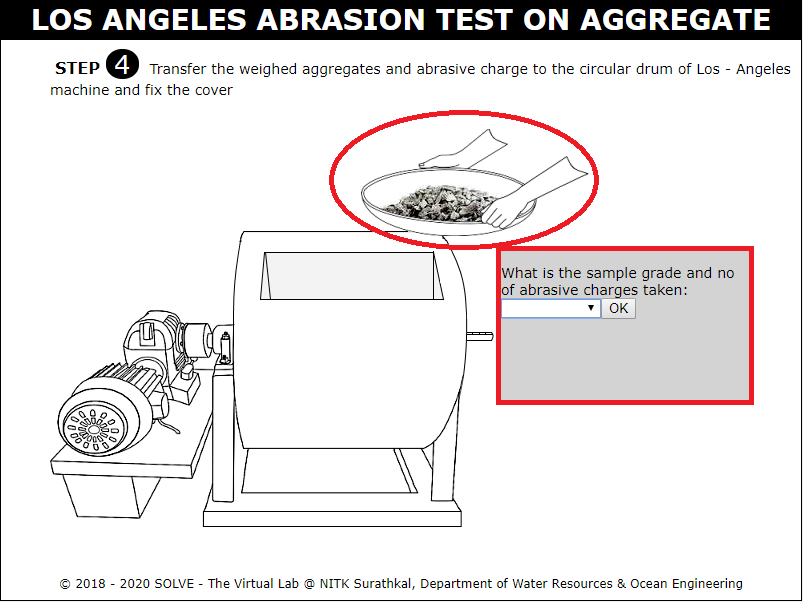 LOS ANGELES ABRASION TEST ON AGGREGATE
STEP 4 Transfer the weighed aggregates and abrasive charge to the circular drum of Los - Angeles
machine and fix the cover
What is the sample grade and no
of abrasive charges taken:
OK
© 2018 - 2020 SOLVE - The Virtual Lab @ NITK Surathkal, Department of Water Resources & Ocean Engineering